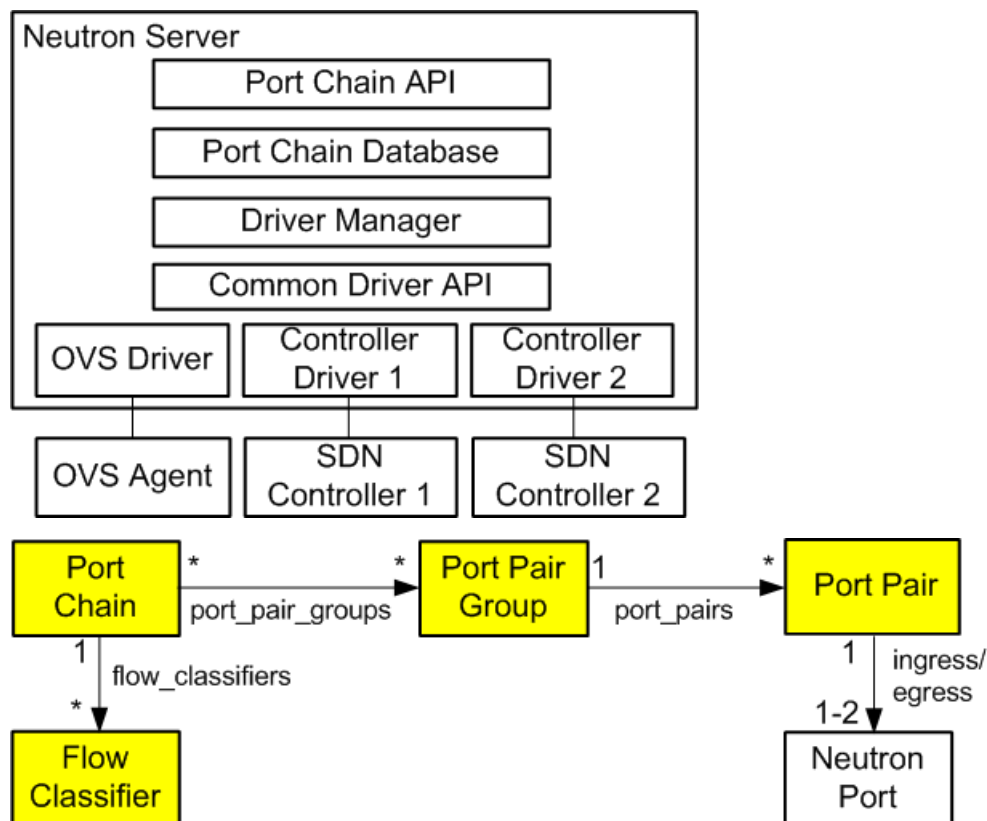 Neutron Server
Port Chain API
Port Chain Database
Driver Manager
Common Driver API
OVS Driver
Controller
Driver 1
Controller
Driver 2
OVS Agent
SDN
Controller 1
SDN
Controller 2
Port
Chain
*
*
port_pair_groups
Port Pair
Group
1
*
port_pairs
Port Pair
1
flow_classifiers
*
Flow
Classifier
1
ingress/
egress
1-2
Neutron
Port